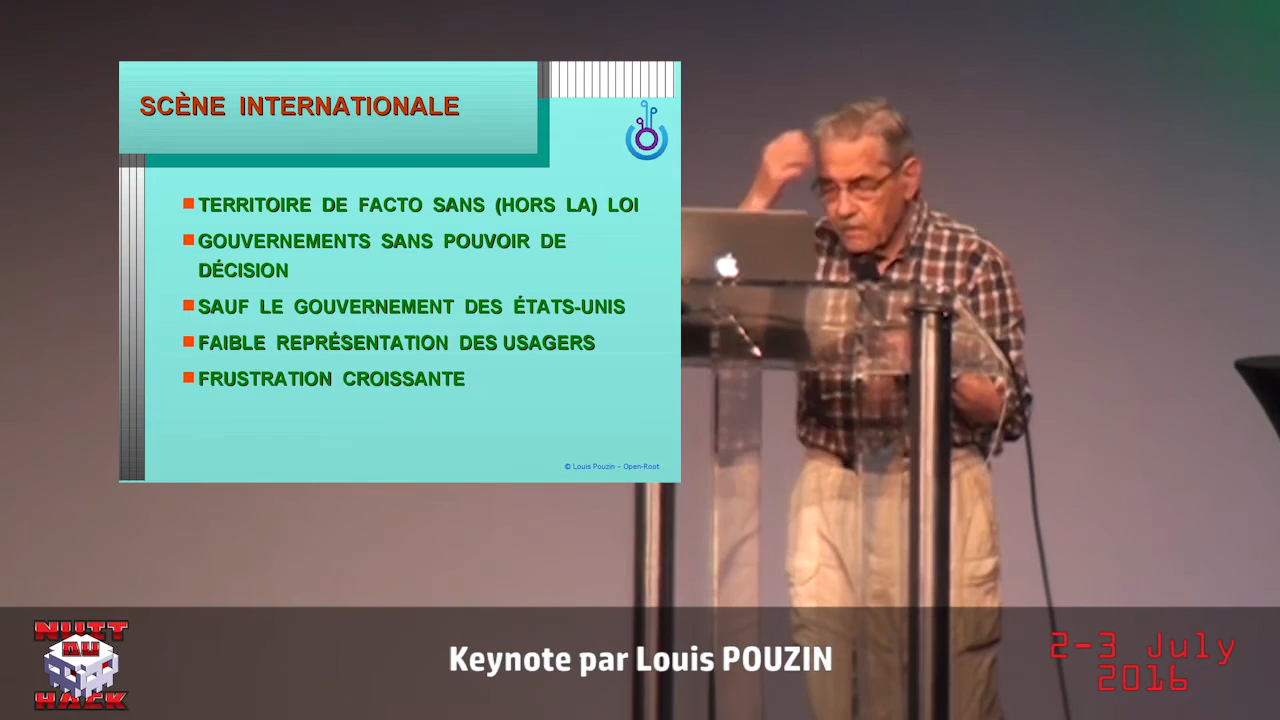 SCÈNE INTERNATIONALE
TERRITOIRE DE FACTO SANS (HORS LA) LOI
GOUVERNEMENTS SANS POUVOIR DE
DÉCISION
SAUF LE GOUVERNEMENT DES ÉTATS-UNIS
FAIBLE REPRÉSENTATION DES USAGERS
FRUSTRATION CROISSANTE
© Louis Pouzin - Open-Root
NUIT
AU
HACK
Keynote par Louis POUZIN
2-3 July
2016